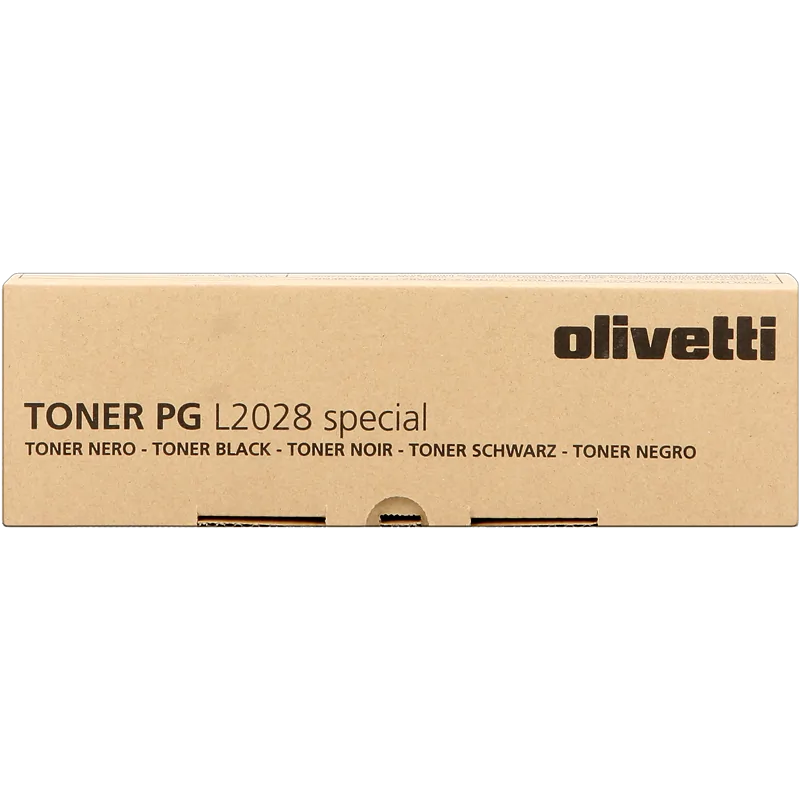 olivetti
TONER PG L2028 special
TONER NERO - TONER BLACK - TONER NOIR - TONER SCHWARZ - TONER NEGRO